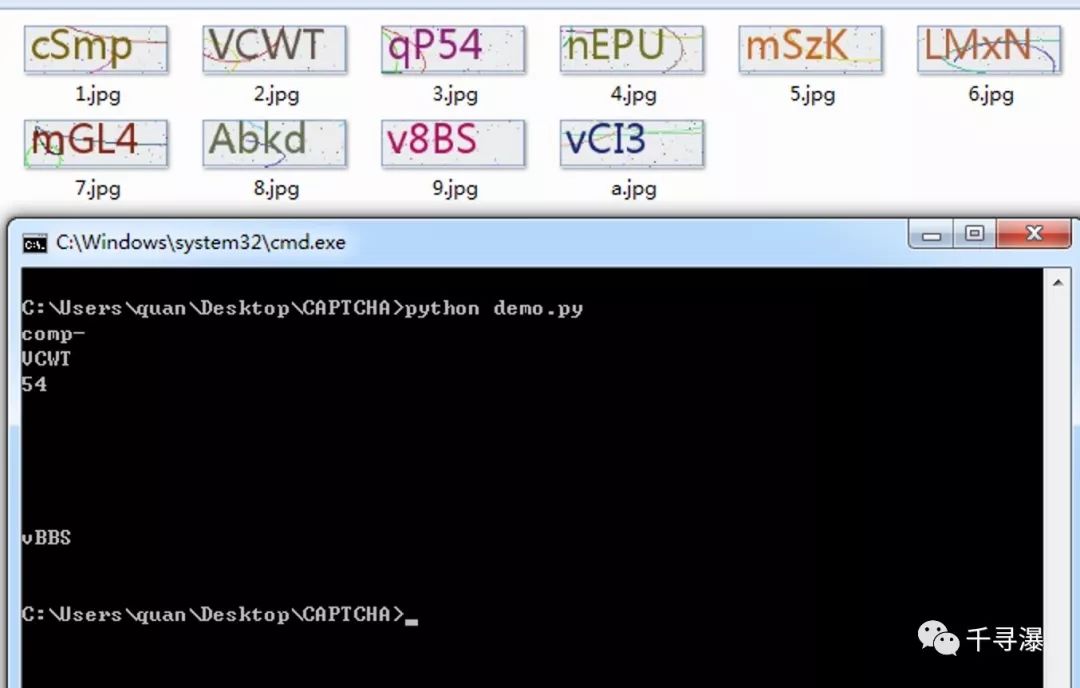 cSmp VCWT qP54 nEPU mSzK LMxN
1.jpg 2.jpg 3.jpg 4.jpg 5.jpg 6.jpg
mGL4 Abkd v8BS vCI3
7.jpg 8.jpg 9.jpg a.jpg
C:\Windows\system32\cmd.exe
C:\Users\quan\Desktop\CAPTCHA>python demo.py
comp-
VCWT
54
vBBS
C:\Users\quan\Desktop\CAPTCHA>_
千寻瀑